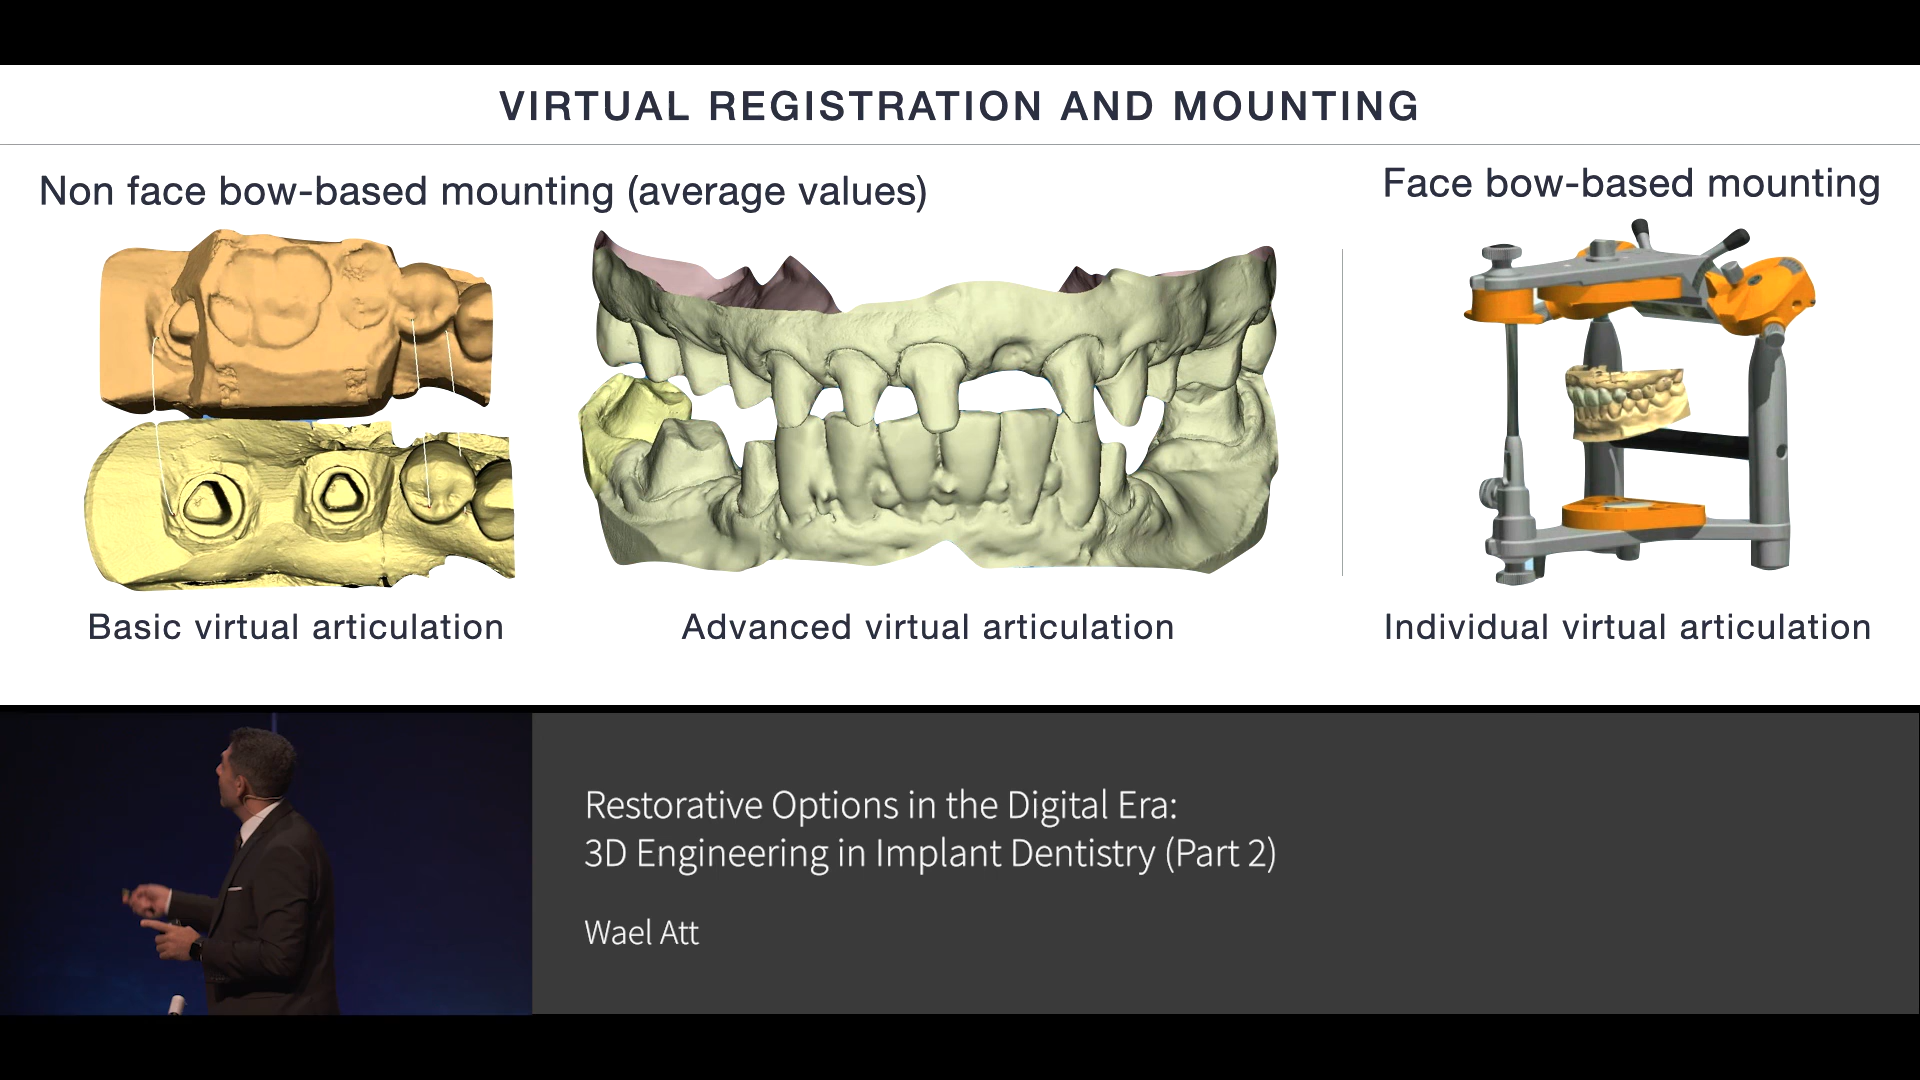 VIRTUAL REGISTRATION AND MOUNTING
Non face bow-based mounting (average values)
Face bow-based mounting
Basic virtual articulation
Advanced virtual articulation
Individual virtual articulation
Restorative Options in the Digital Era:
3D Engineering in Implant Dentistry (Part 2)
Wael Att